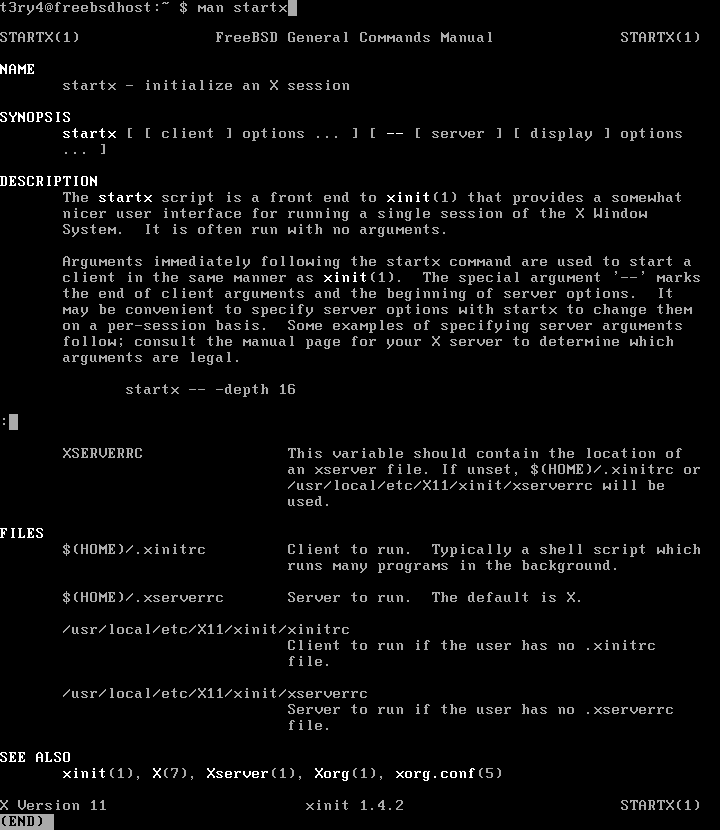 t3ry4@freebsdhost:~ $ man startx
STARTX(1) FreeBSD General Commands Manual STARTX(1)
NAME
startx - initialize an X session
SYNOPSIS
startx [ [ client ] options ... ] [ -- [ server ] [ display ] options
... ]
DESCRIPTION
The startx script is a front end to xinit(1) that provides a somewhat
nicer user interface for running a single session of the X Window
System. It is often run with no arguments.
Arguments immediately following the startx command are used to start a
client in the same manner as xinit(1). The special argument '--' marks
the end of client arguments and the beginning of server options. It
may be convenient to specify server options with startx to change them
on a per-session basis. Some examples of specifying server arguments
follow; consult the manual page for your X server to determine which
arguments are legal.
startx -- -depth 16
:
XSERVERRC This variable should contain the location of
an xserver file. If unset, $(HOME)/.xinitrc or
/usr/local/etc/X11/xinit/xserverrc will be
used.
FILES
$(HOME)/.xinitrc Client to run. Typically a shell script which
runs many programs in the background.
$(HOME)/.xserverrc Server to run. The default is X.
/usr/local/etc/X11/xinit/xinitrc
Client to run if the user has no .xinitrc
file.
/usr/local/etc/X11/xinit/xserverrc
Server to run if the user has no .xserverrc
file.
SEE ALSO
xinit(1), X(7), Xserver(1), Xorg(1), xorg.conf(5)
X Version 11 xinit 1.4.2 STARTX(1)
(END)